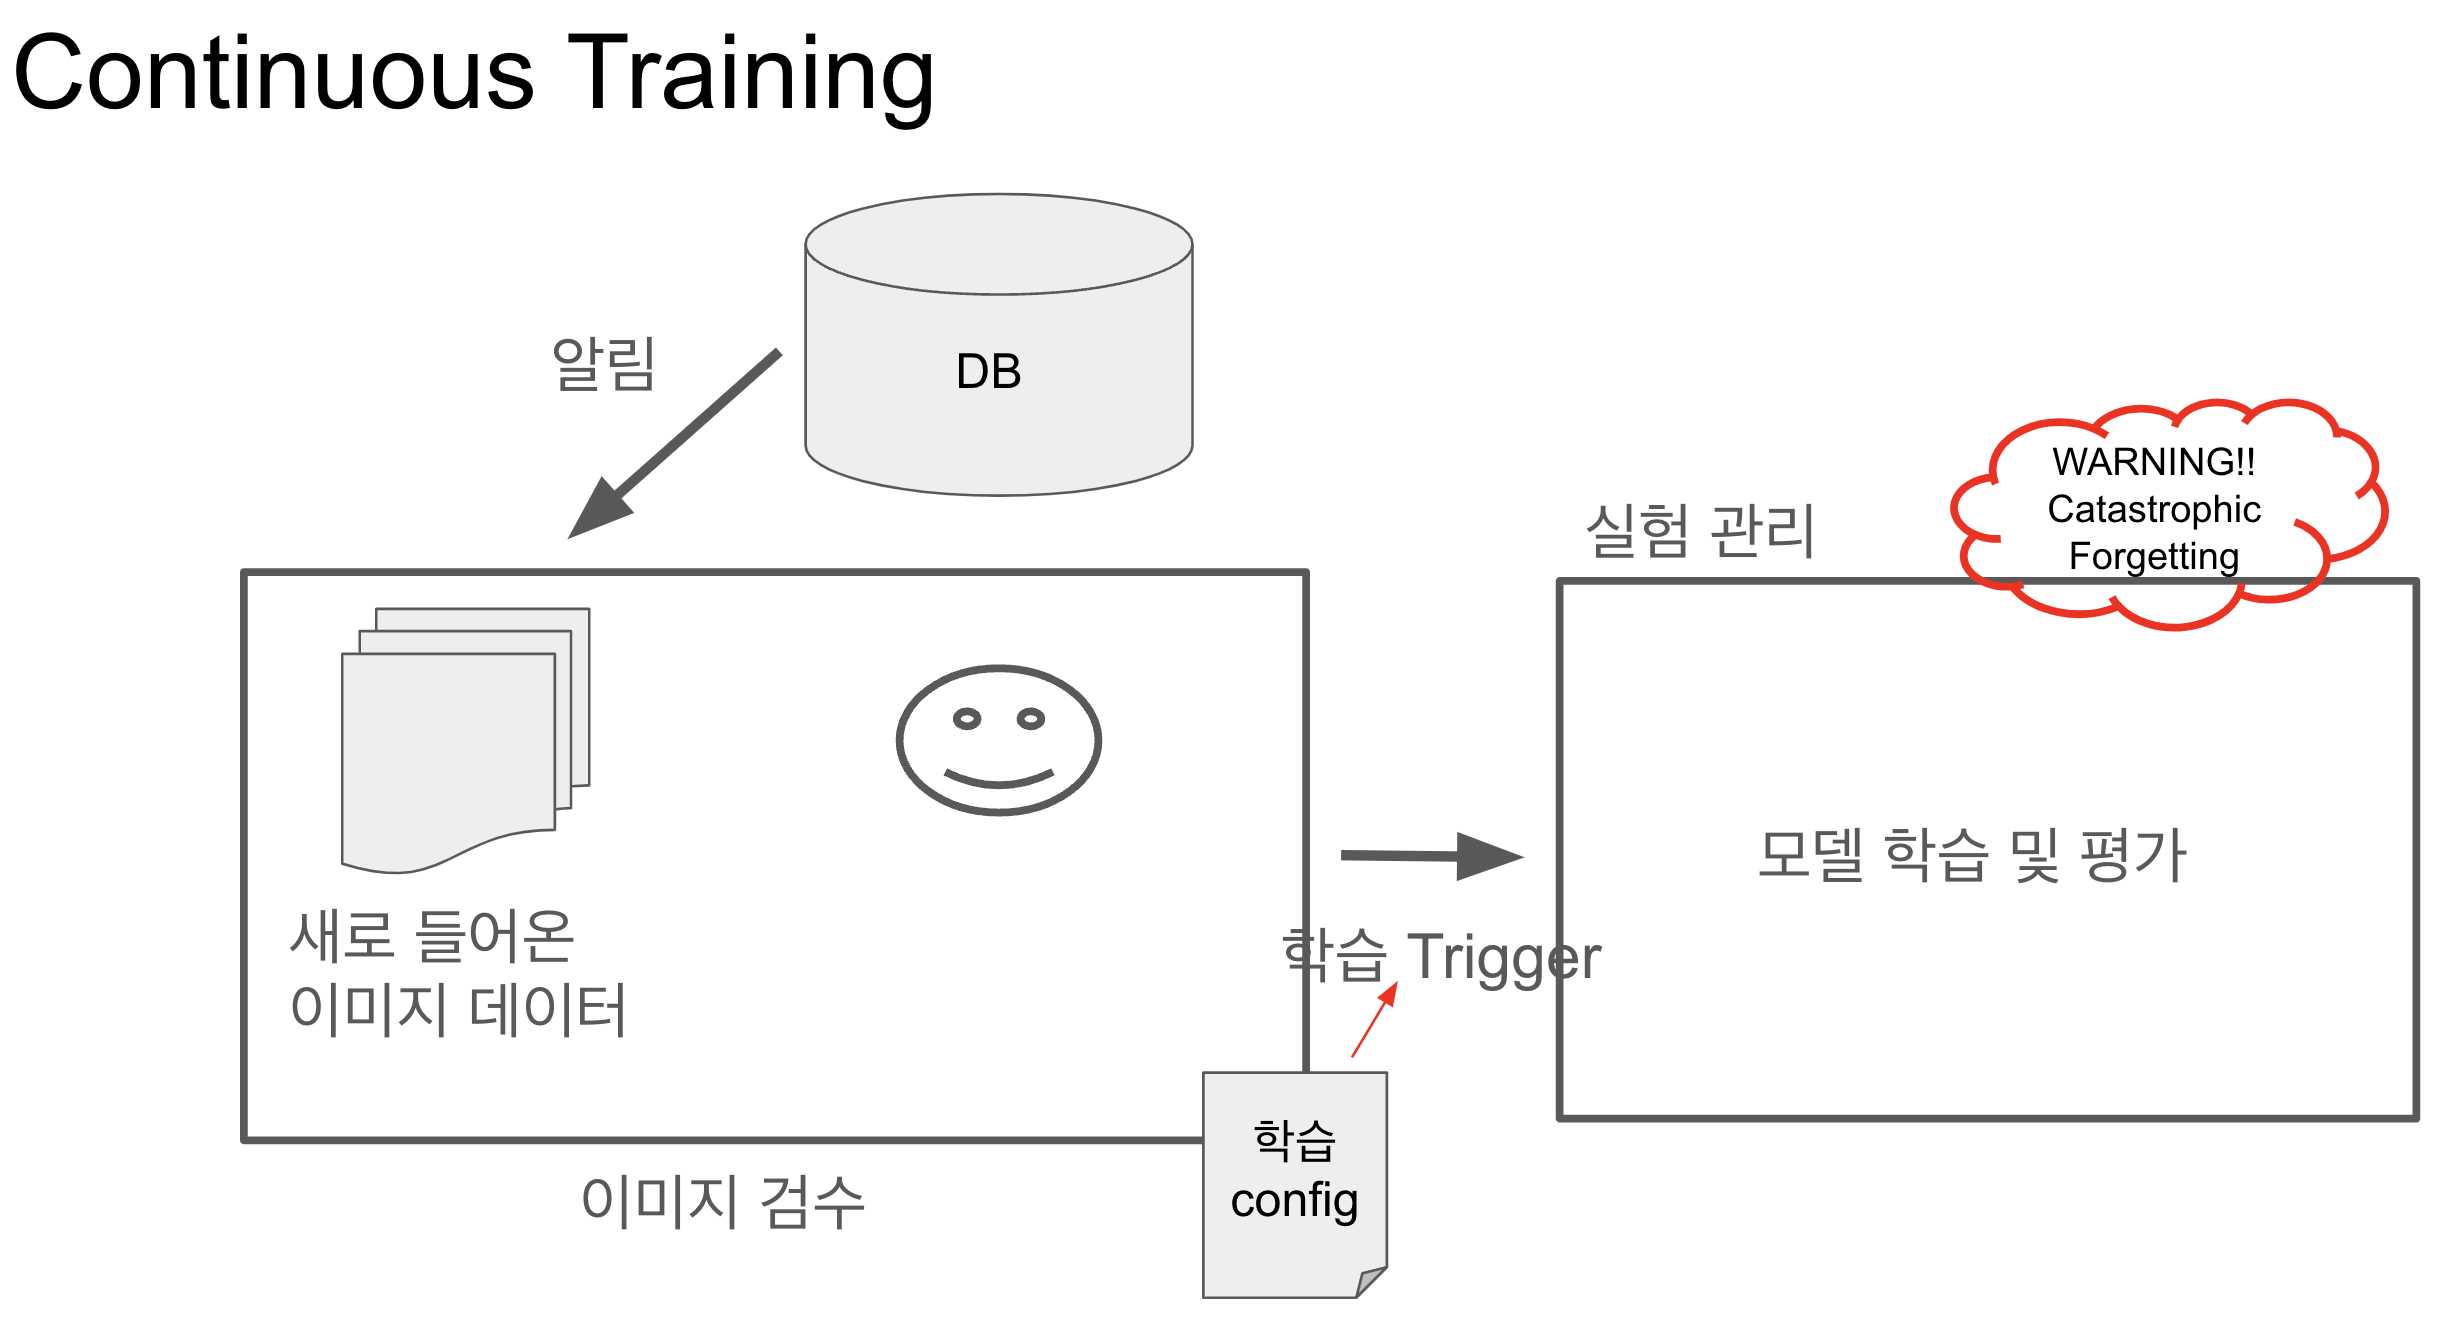 Continuous Training
DB
알림
실험 관리
WARNING!!
Catastrophic
Forgetting
새로 들어온
이미지 데이터
이미지 검수
학습 Trigger
학습
config
모델 학습 및 평가